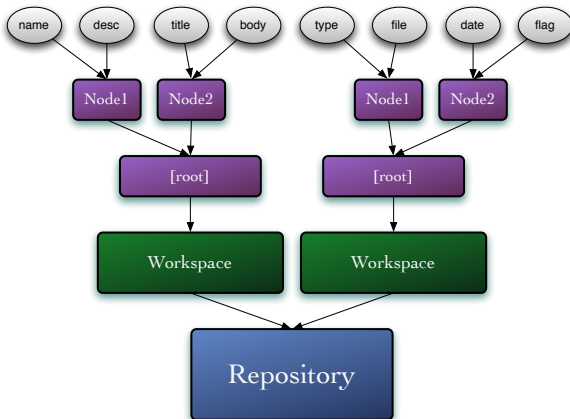 name desc title body type file date flag
Node1 Node2 Node1 Node2
[root] [root]
Workspace Workspace
Repository